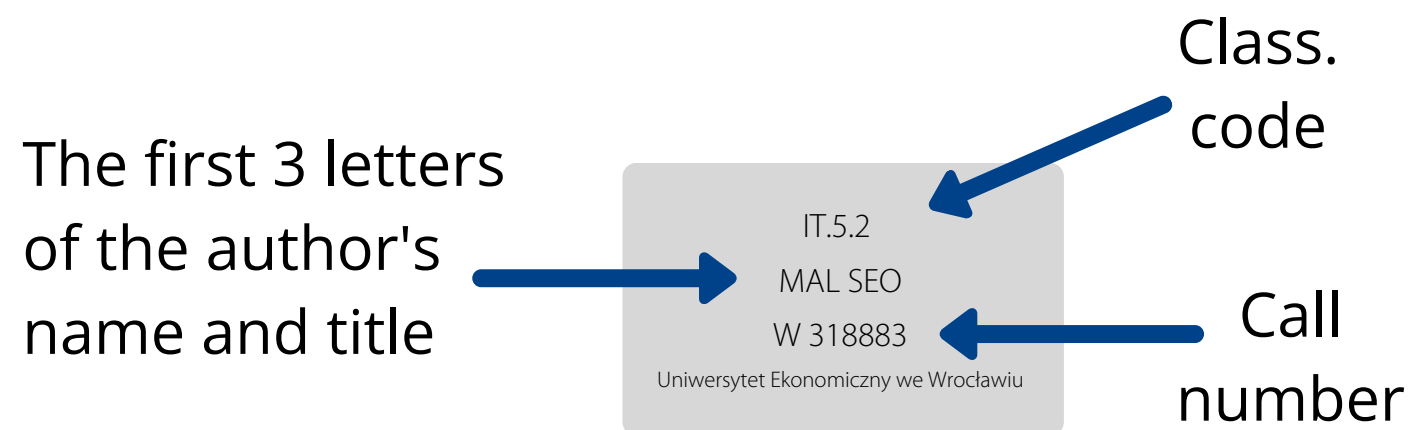 Class.
code
The first 3 letters
of the author's
name and title
IT.5.2
MAL SEO
W 318883
Uniwersytet Ekonomiczny we Wrocławiu
Call
number